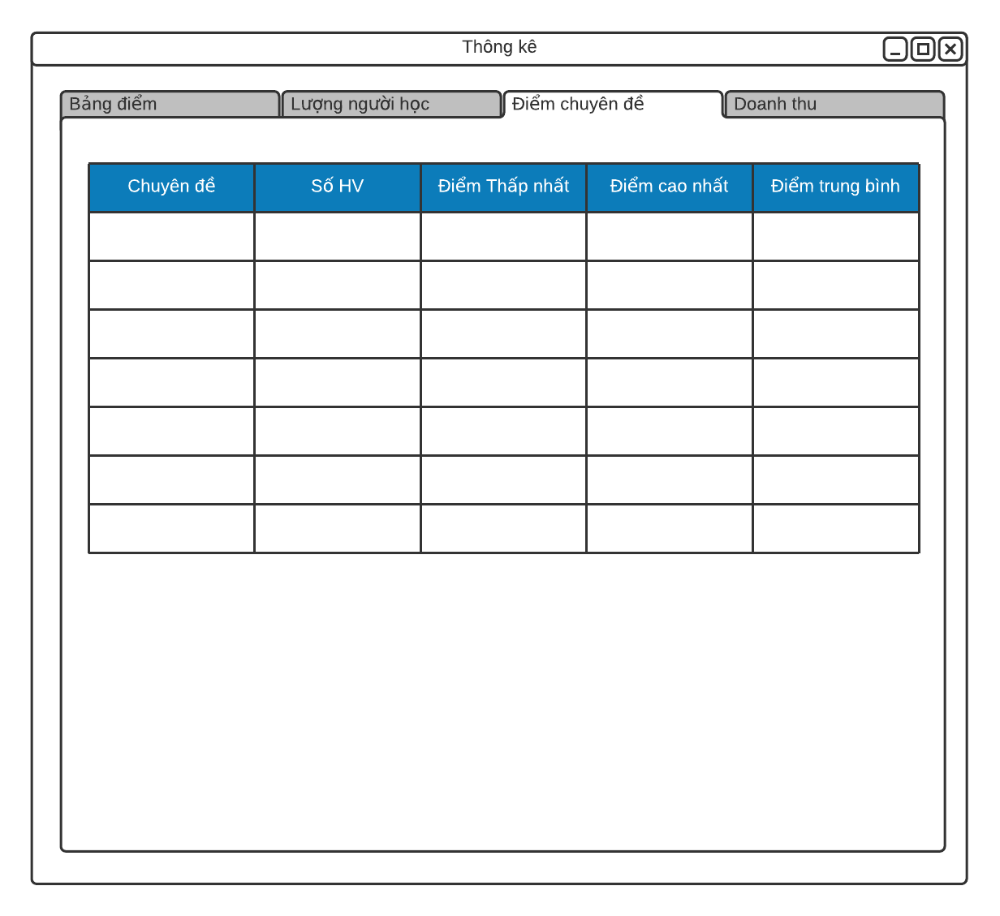 Thông kê
Bảng điểm
Lượng người học
Điểm chuyên đề
Doanh thu
Chuyên đề
Số HV
Điểm Thấp nhất
Điểm cao nhất
Điểm trung bình